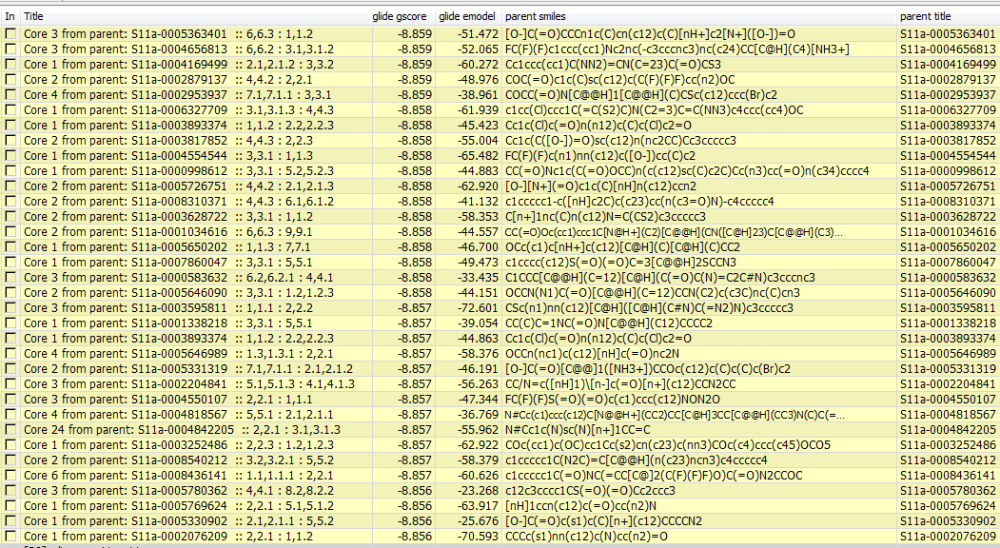 In Title glide gscore glide emodel parent smiles parent title
Core 3 from parent: S11a-0005363401 :: 6,6.3 : 1,1.2 -8.859 -51.472 [O-]C(=O)CCCn1c(C)cn(c12)c(C)[nH+]c2[N+]([O-])=O S11a-0005363401
Core 3 from parent: S11a-0004656813 :: 6,6.2 : 3.1,3.1.2 -8.859 -52.065 FC(F)(F)c1ccc(cc1)Nc2nc(-c3cccnc3)nc(c24)CC[C@H](C4)[NH3+] S11a-0004656813
Core 1 from parent: S11a-0004169499 :: 2.1,2.1.2 : 3,3.2 -8.859 -60.272 Cc1ccc(cc1)C(NN2)=CN(C=23)C(=O)CS3 S11a-0004169499
Core 2 from parent: S11a-0002879137 :: 4,4.2 : 2,2.1 -8.859 -48.976 COC(=O)c1c(C)sc(c12)c(C(F)(F)F)cc(n2)OC S11a-0002879137
Core 4 from parent: S11a-0002953937 :: 7.1,7.1.1 : 3,3.1 -8.859 -38.961 COCC(=O)N[C@@H]1[C@@H](C)CSc(c12)ccc(Br)c2 S11a-0002953937
Core 1 from parent: S11a-0006327709 :: 3.1,3.1.3 : 4,4.3 -8.858 -61.939 c1cc(Cl)ccc1C(=C(S2)C)N(C2=3)C=C(NN3)c4ccc(cc4)OC S11a-0006327709
Core 1 from parent: S11a-0003893374 :: 1,1.2 : 2.2,2.2.3 -8.858 -45.423 Cc1c(Cl)c(=O)n(n12)c(C)c(Cl)c2=O S11a-0003893374
Core 2 from parent: S11a-0003817852 :: 4,4.3 : 2,2.3 -8.858 -55.004 Cc1c(C([O-])=O)sc(c12)n(nc2CC)Cc3ccccc3 S11a-0003817852
Core 1 from parent: S11a-0004554544 :: 3,3.1 : 1,1.3 -8.858 -65.482 FC(F)(F)c(n1)nn(c12)c([O-])cc(C)c2 S11a-0004554544
Core 1 from parent: S11a-0000998612 :: 3,3.1 : 5.2,5.2.3 -8.858 -44.883 CC(=O)Nc1c(C(=O)OCC)n(c(c12)sc(C)c2C)Cc(n3)cc(=O)n(c34)cccc4 S11a-0000998612
Core 2 from parent: S11a-0005726751 :: 4,4.2 : 2.1,2.1.3 -8.858 -62.920 [O-][N+](=O)c1c(C)[nH]n(c12)ccn2 S11a-0005726751
Core 2 from parent: S11a-0008310371 :: 4,4.3 : 6.1,6.1.2 -8.858 -41.132 c1ccccc1-c([nH]c2C)c(c23)cc(n(c3=O)N)-c4ccccc4 S11a-0008310371
Core 2 from parent: S11a-0003628722 :: 3,3.1 : 1,1.2 -8.858 -58.353 C[n+]1nc(C)n(c12)N=C(CS2)c3ccccc3 S11a-0003628722
Core 2 from parent: S11a-0001034616 :: 6,6.3 : 9,9.1 -8.858 -44.557 CC(=O)Oc(cc1)ccc1C[N@H+](C2)[C@@H](CN([C@H]23)C[C@@H](C3)... S11a-0001034616
Core 1 from parent: S11a-0005650202 :: 1,1.3 : 7,7.1 -8.858 -46.700 OCc(c1)c[nH+]c(c12)[C@H](C)[C@H](C)CC2 S11a-0005650202
Core 1 from parent: S11a-0007860047 :: 3,3.1 : 5,5.1 -8.858 -49.473 c1cccc(c12)S(=O)(=O)C=3[C@@H]2SCCN3 S11a-0007860047
Core 3 from parent: S11a-0000583632 :: 6.2,6.2.1 : 4,4.1 -8.858 -33.435 C1CCC[C@@H](C=12)[C@H](C(=O)C(N)=C2C#N)c3cccnc3 S11a-0000583632
Core 2 from parent: S11a-0005646090 :: 3,3.1 : 1.2,1.2.3 -8.858 -44.151 OCCN(N1)C(=O)[C@@H](C=12)CCN(C2)c(c3C)nc(C)cn3 S11a-0005646090
Core 3 from parent: S11a-0003595811 :: 1,1.1 : 2,2.2 -8.857 -72.601 CSc(n1)nn(c12)[C@H]([C@@H](C#N)C(=N2)N)c3ccccc3 S11a-0003595811
Core 1 from parent: S11a-0001338218 :: 3,3.1 : 5,5.1 -8.857 -39.054 CC(C)C=1NC(=O)N[C@@H](C12)CCCC2 S11a-0001338218
Core 1 from parent: S11a-0003893374 :: 1,1.2 : 2.2,2.2.3 -8.857 -44.863 Cc1c(Cl)c(=O)n(n12)c(C)c(Cl)c2=O S11a-0003893374
Core 4 from parent: S11a-0005646989 :: 1.3,1.3.1 : 2,2.1 -8.857 -58.376 OCCn(nc1)c(c12)[nH]c(=O)nc2N S11a-0005646989
Core 2 from parent: S11a-0005331319 :: 7.1,7.1.1 : 2.1,2.1.2 -8.857 -46.191 [O-]C(=O)[C@@]1([NH3+])CCOc(c12)c(C)c(C)c(Br)c2 S11a-0005331319
Core 3 from parent: S11a-0002204841 :: 5.1,5.1.3 : 4.1,4.1.3 -8.857 -56.263 CC/N=c([nH]1)\[n-]c(=O)[n+](c12)CCN2CC S11a-0002204841
Core 3 from parent: S11a-0004550107 :: 2,2.1 : 1,1.1 -8.857 -47.344 FC(F)(F)S(=O)(=O)c(c1)ccc(c12)NON2O S11a-0004550107
Core 4 from parent: S11a-0004818567 :: 5,5.1 : 2.1,2.1.1 -8.857 -36.769 N#Cc(c1)ccc(c12)C[N@@H+](CC2)CC[C@H]3CC[C@@H](CC3)N(C)C(=... S11a-0004818567
Core 24 from parent: S11a-0004842205 :: 2,2.1 : 3.1,3.1.3 -8.857 -55.962 N#Cc1c(N)sc(N)[n+]1CC=C S11a-0004842205
Core 1 from parent: S11a-0003252486 :: 2,2.3 : 1.2,1.2.3 -8.857 -62.922 COc(cc1)c(OC)cc1Cc(s2)cn(c23)c(nn3)COc(c4)ccc(c45)OCO5 S11a-0003252486
Core 2 from parent: S11a-0008540212 :: 3.2,3.2.1 : 5,5.2 -8.857 -58.379 c1ccccc1C(N2C)=C[C@@H](n(c23)ncn3)c4ccccc4 S11a-0008540212
Core 6 from parent: S11a-0008436141 :: 1.1,1.1.1 : 2,2.1 -8.857 -60.626 c1ccccc1C(=O)NC(=CC[C@]2(C(F)(F)F)O)C(=O)N2CCOC S11a-0008436141
Core 3 from parent: S11a-0005780362 :: 4,4.1 : 8.2,8.2.2 -8.856 -23.268 c12c3cccc1CS(=O)(=O)Cc2ccc3 S11a-0005780362
Core 1 from parent: S11a-0005769624 :: 2,2.1 : 5.1,5.1.2 -8.856 -63.917 [nH]1ccn(c12)c(=O)cc(n2)N S11a-0005769624
Core 1 from parent: S11a-0005330902 :: 2.1,2.1.1 : 5,5.2 -8.856 -25.676 [O-]C(=O)c(s1)c(C)[n+](c12)CCCCN2 S11a-0005330902
Core 1 from parent: S11a-0002076209 :: 2,2.1 : 1,1.2 -8.856 -70.593 CCCc(s1)nn(c12)c(N)cc(n2)=O S11a-0002076209